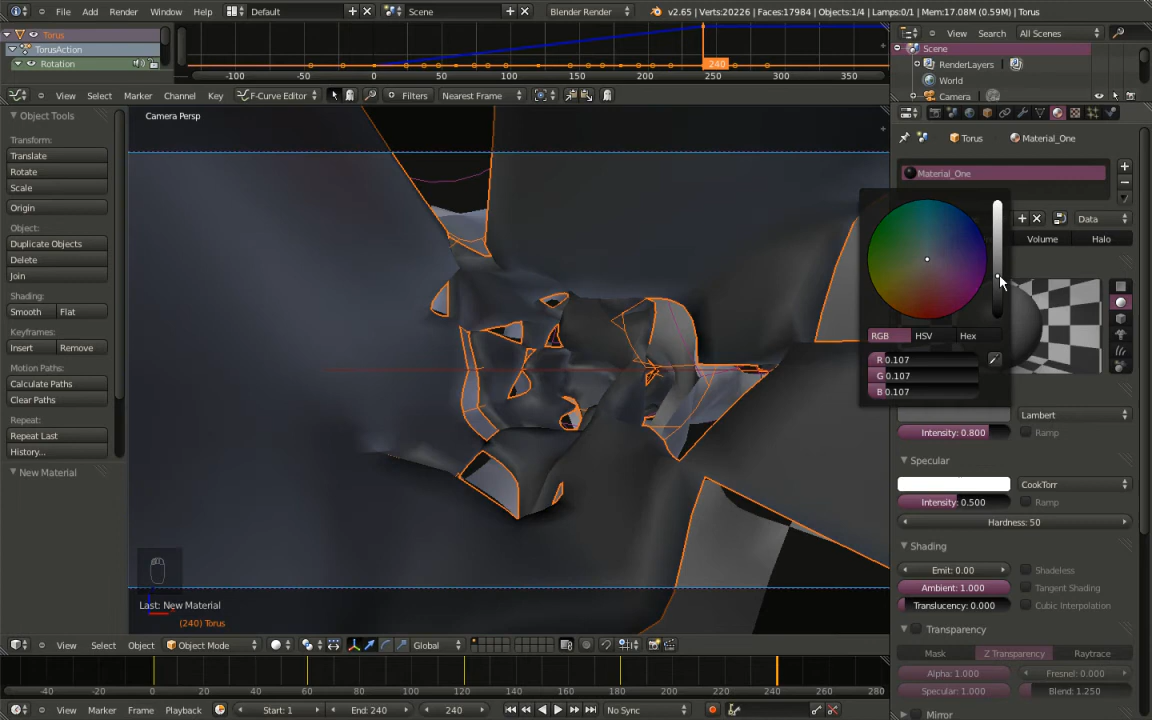 File Add Render Window Help Default Scene Blender Render v2.65 | Verts:20226 | Faces:17984 | Objects:1/4 | Lamps:0/1 | Mem:17.08M (0.59M) | Torus
Torus
TorusAction
Rotation
-100 -50 0 50 100 150 200 240 250 300 350
View Select Marker Channel Key F-Curve Editor Filters Nearest Frame
View Search All Scenes
Scene
RenderLayers
World
Camera
Object Tools
Transform:
Translate
Rotate
Scale
Origin
Object:
Duplicate Objects
Delete
Join
Shading:
Smooth Flat
Keyframes:
Insert Remove
Motion Paths:
Calculate Paths
Clear Paths
Repeat:
Repeat Last
History...
New Material
Camera Persp
Last: New Material
(240) Torus
Torus Material_One
Material_One
Data
Volume Halo
RGB HSV Hex
R 0.107
G 0.107
B 0.107
Lambert
Intensity: 0.800 Ramp
Specular
CookTorr
Intensity: 0.500 Ramp
Hardness: 50
Shading
Emit: 0.00 Shadeless
Ambient: 1.000 Tangent Shading
Translucency: 0.000 Cubic Interpolation
Transparency
Mask Z Transparency Raytrace
Alpha: 1.000 Fresnel: 0.000
Specular: 1.000 Blend: 1.250
Mirror
View Select Object Object Mode Global
-40 -20 0 20 40 60 80 100 120 140 160 180 200 220 240 260 280
View Marker Frame Playback Start: 1 End: 240 240 No Sync